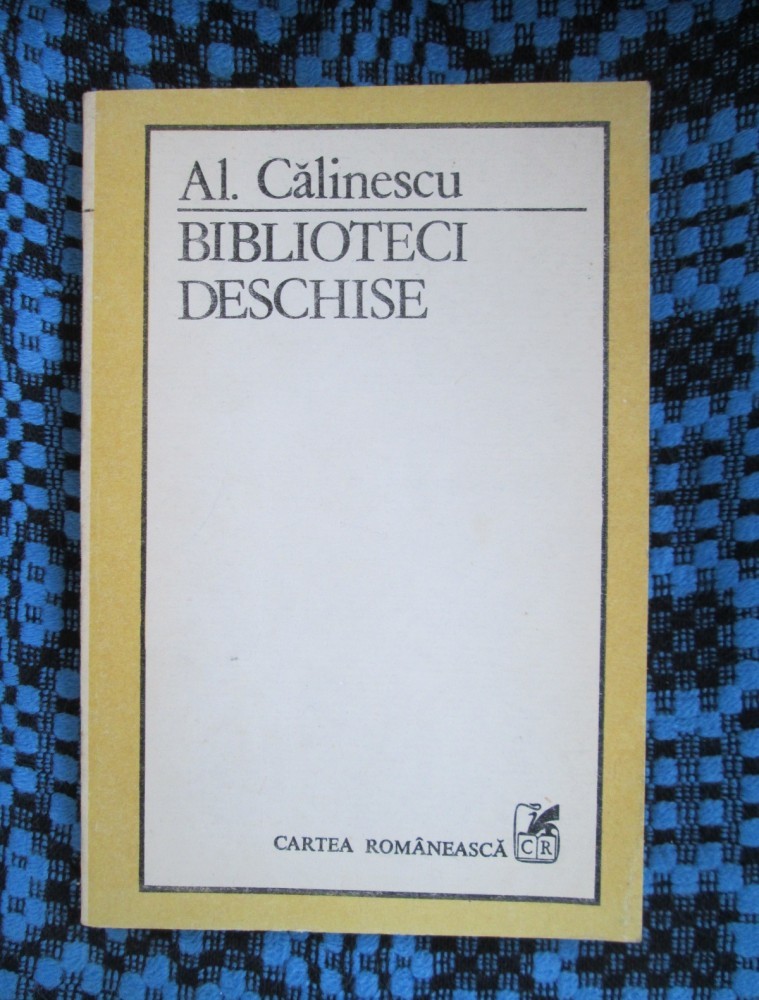 Al. Călinescu
BIBLIOTECI
DESCHISE
CARTEA ROMÂNEASCĂ
CR